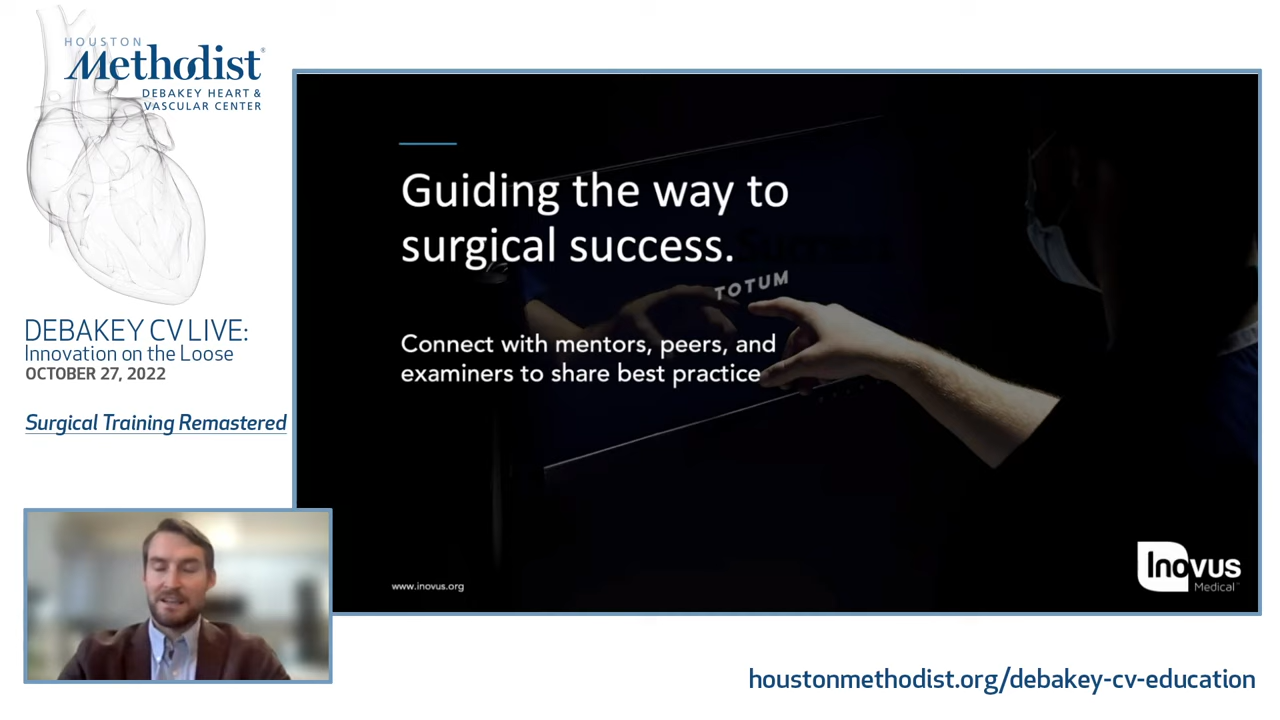 HOUSTON
Methodist
DEBAKEY HEART &
VASCULAR CENTER
DEBAKEY CV LIVE:
Innovation on the Loose
OCTOBER 27, 2022
Surgical Training Remastered
Guiding the way to
surgical success.
Success
TOTUM
Connect with mentors, peers, and
examiners to share best practice
www.inovus.org
Inovus
Medical™
houstonmethodist.org/debakey-cv-education